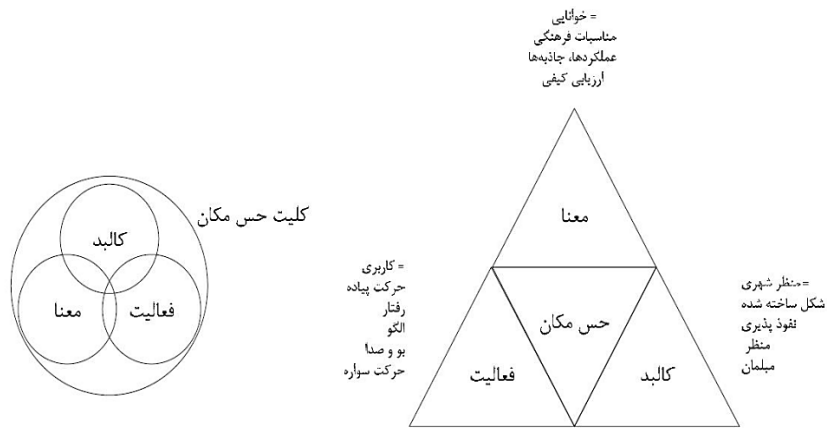 = خوانایی
مناسبات فرهنگی
عملکردها، جاذبه‌ها
ارزیابی کیفی
معنا
حس مکان
فعالیت
کالبد
=منظر شهری
شکل ساخته شده
نفوذ پذیری
منظر
مبلمان
= کاربری
حرکت پیاده
رفتار
الگو
بو و صدا
حرکت سواره
کلیت حس مکان
کالبد
فعالیت
معنا